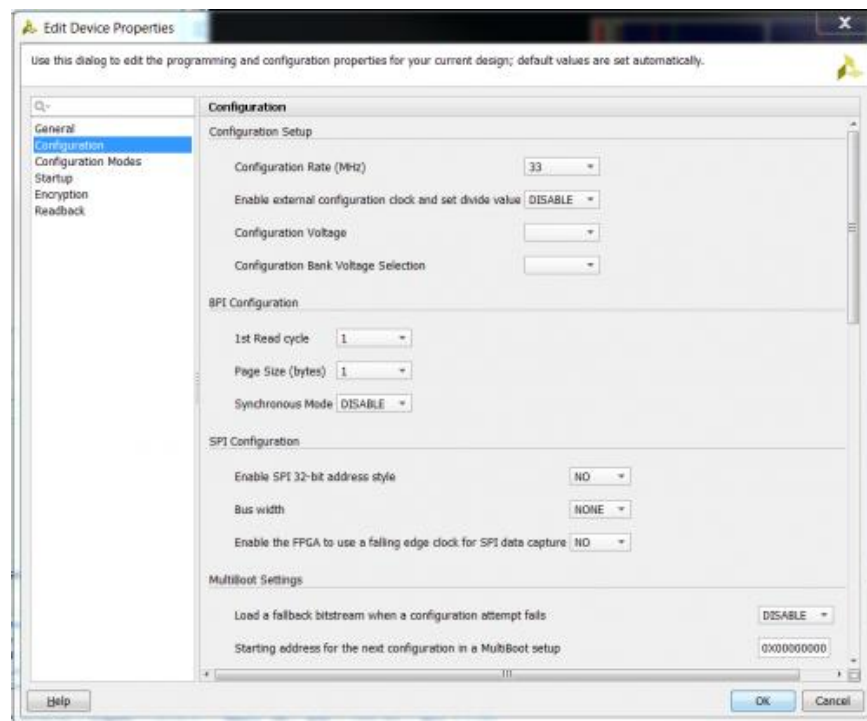 Edit Device Properties
Use this dialog to edit the programming and configuration properties for your current design; default values are set automatically.
General
Configuration
Configuration Modes
Startup
Encryption
Readback
Configuration
Configuration Setup
Configuration Rate (MHz) 33
Enable external configuration clock and set divide value DISABLE
Configuration Voltage
Configuration Bank Voltage Selection
BPI Configuration
1st Read cycle 1
Page Size (bytes) 1
Synchronous Mode DISABLE
SPI Configuration
Enable SPI 32-bit address style NO
Bus width NONE
Enable the FPGA to use a falling edge clock for SPI data capture NO
MultiBoot Settings
Load a fallback bitstream when a configuration attempt fails DISABLE
Starting address for the next configuration in a MultiBoot setup 0X00000000
Help OK Cancel